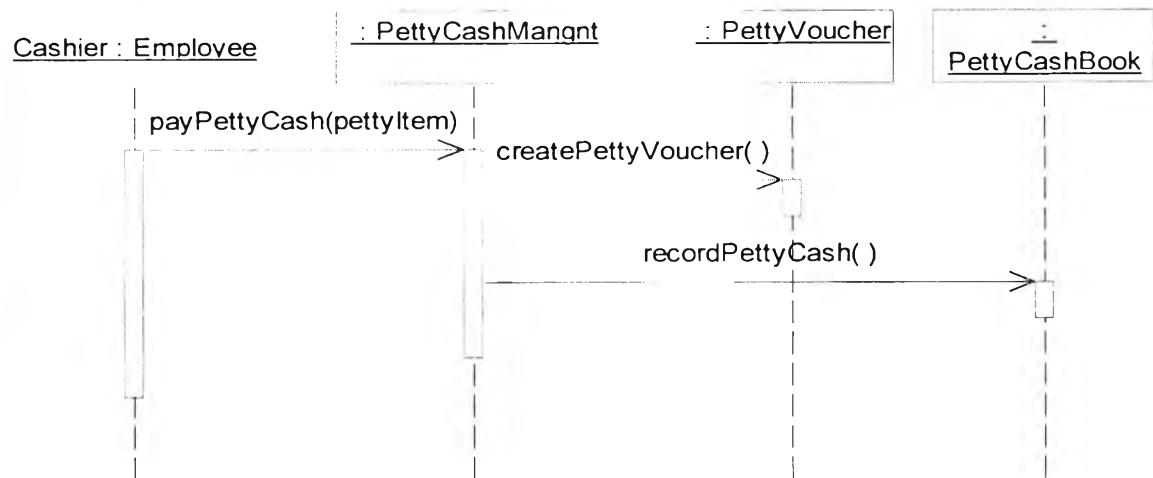 Cashier : Employee
: PettyCashMangnt
: PettyVoucher
:
PettyCashBook
payPettyCash(pettyItem)
createPettyVoucher( )
recordPettyCash( )